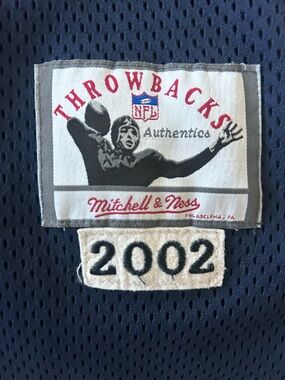 THROWBACKS
NFL
Authentics
Mitchell & Ness
PHILADELPHIA, PA
2002